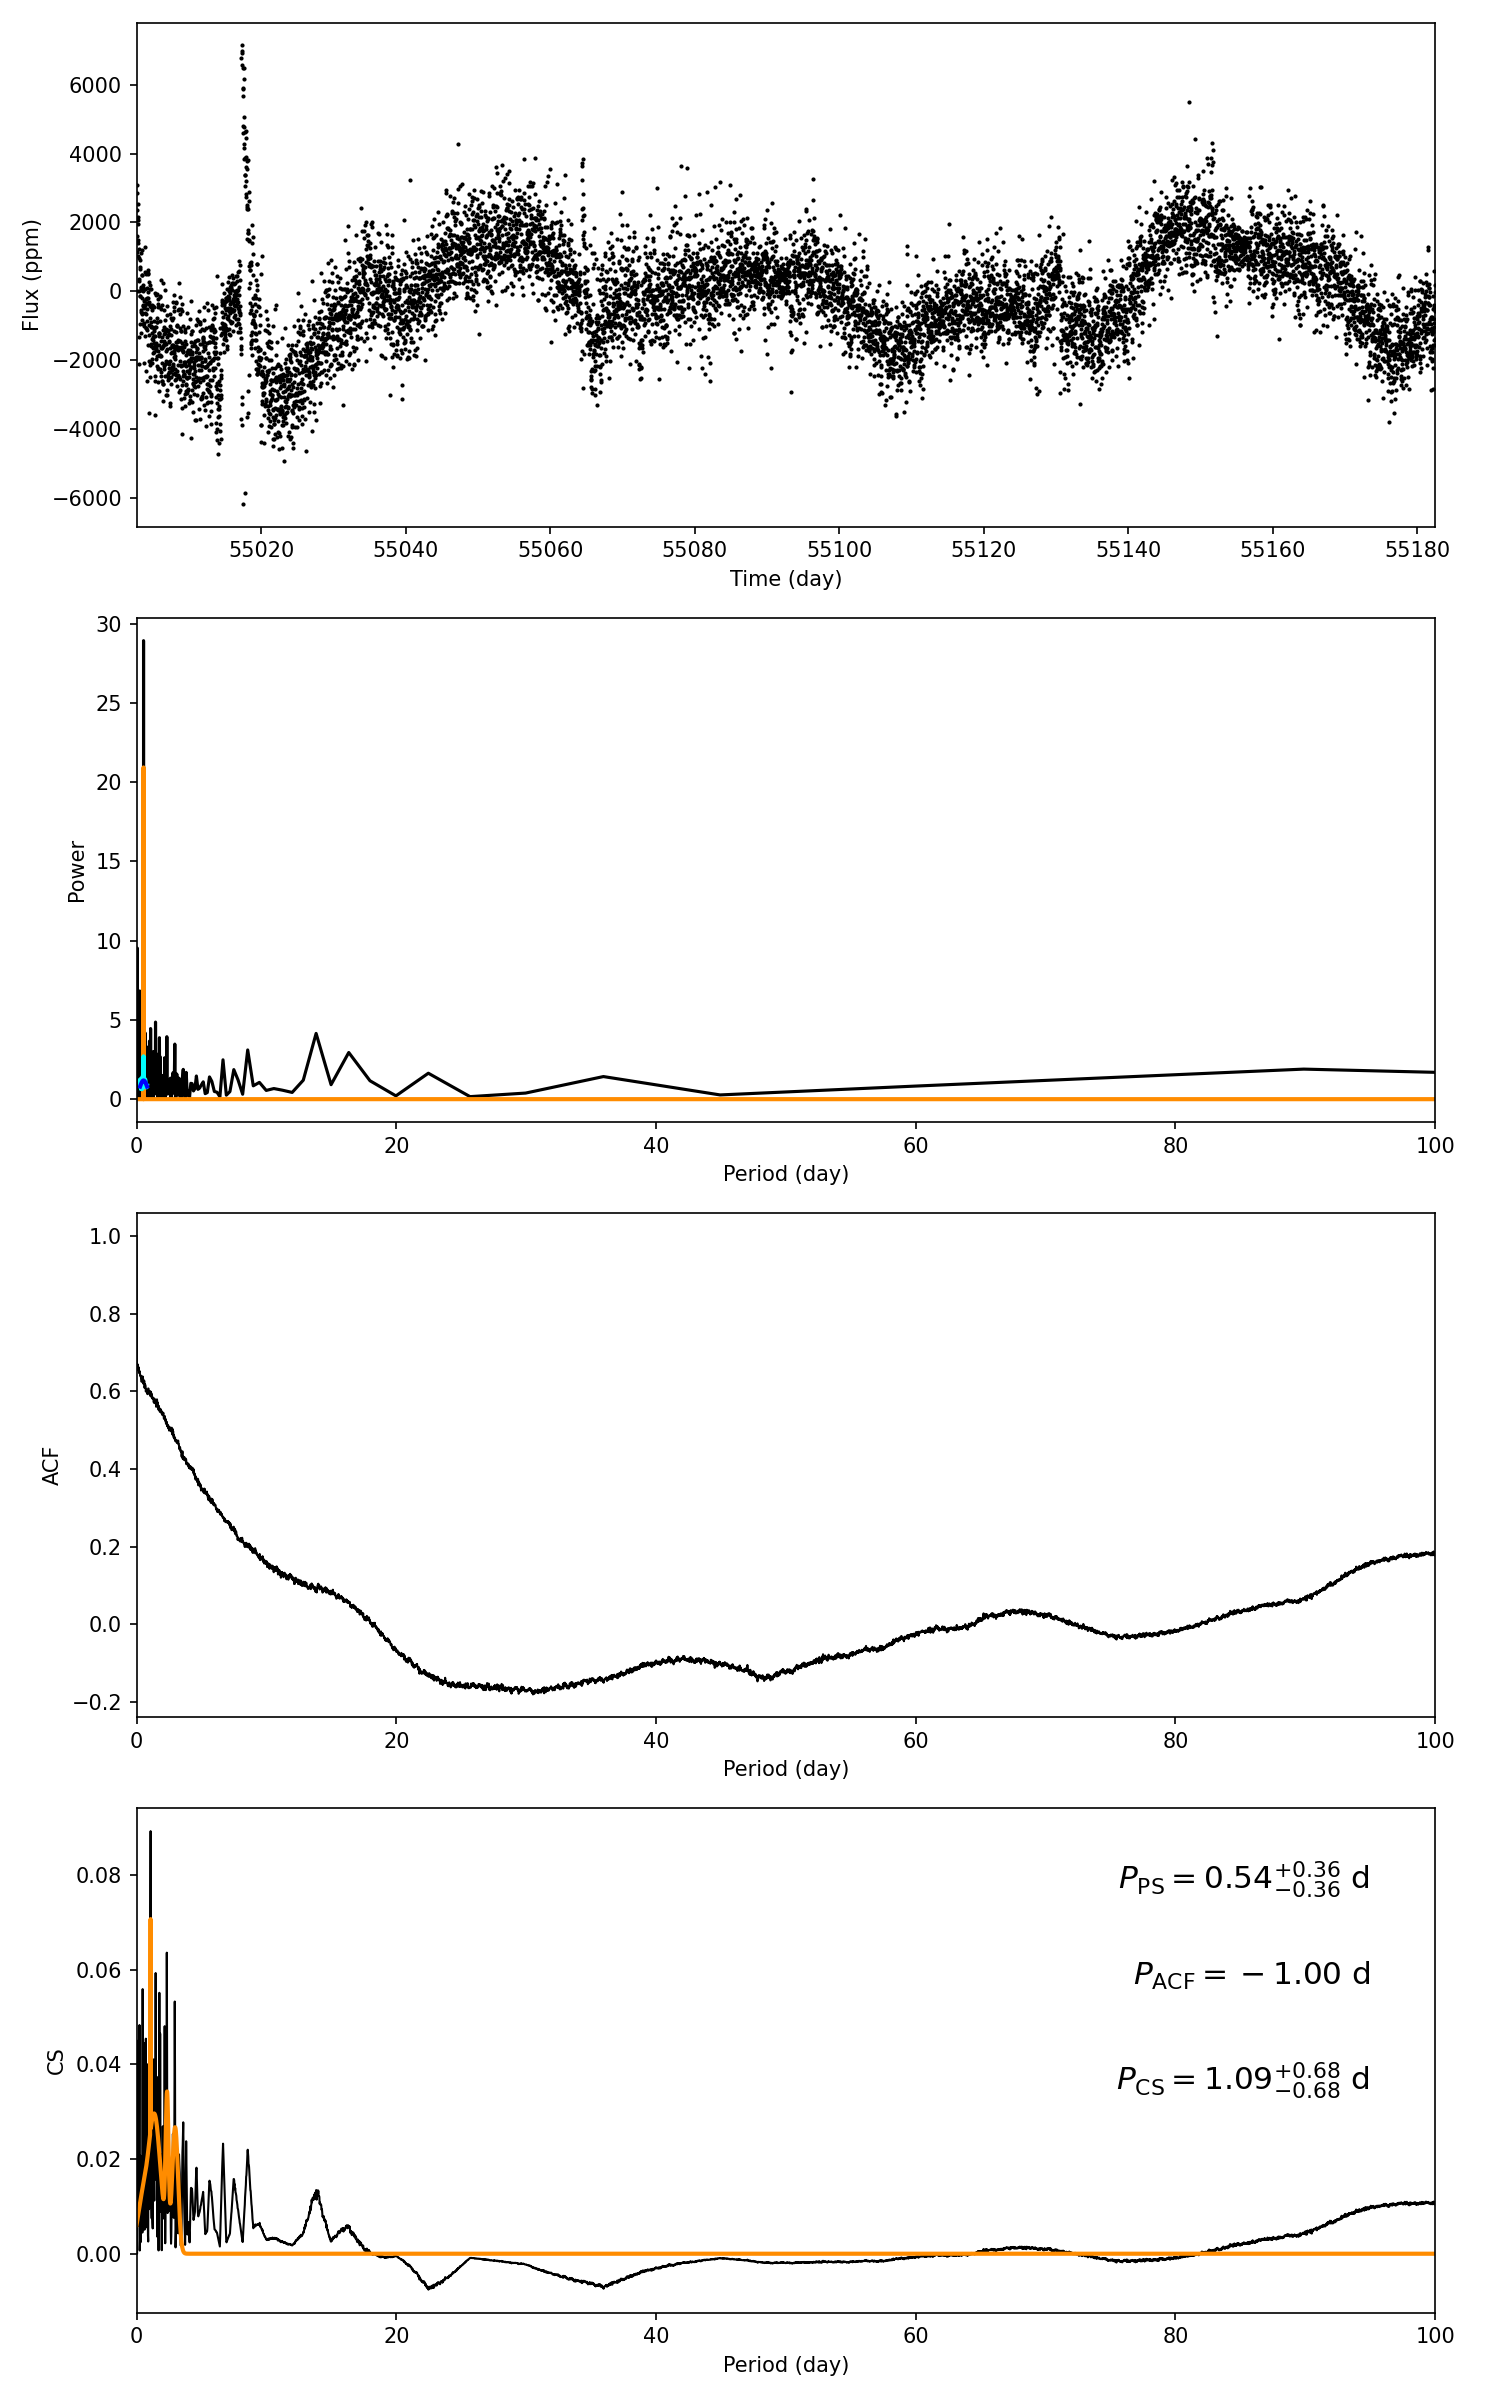 6000
4000
2000
0
−2000
−4000
−6000
Flux (ppm)
55020 55040 55060 55080 55100 55120 55140 55160 55180
Time (day)
30
25
20
15
10
5
0
Power
0 20 40 60 80 100
Period (day)
1.0
0.8
0.6
0.4
0.2
0.0
−0.2
ACF
0 20 40 60 80 100
Period (day)
0.08
0.06
0.04
0.02
0.00
CS
P_PS = 0.54 +0.36 −0.36 d
P_ACF = −1.00 d
P_CS = 1.09 +0.68 −0.68 d
0 20 40 60 80 100
Period (day)